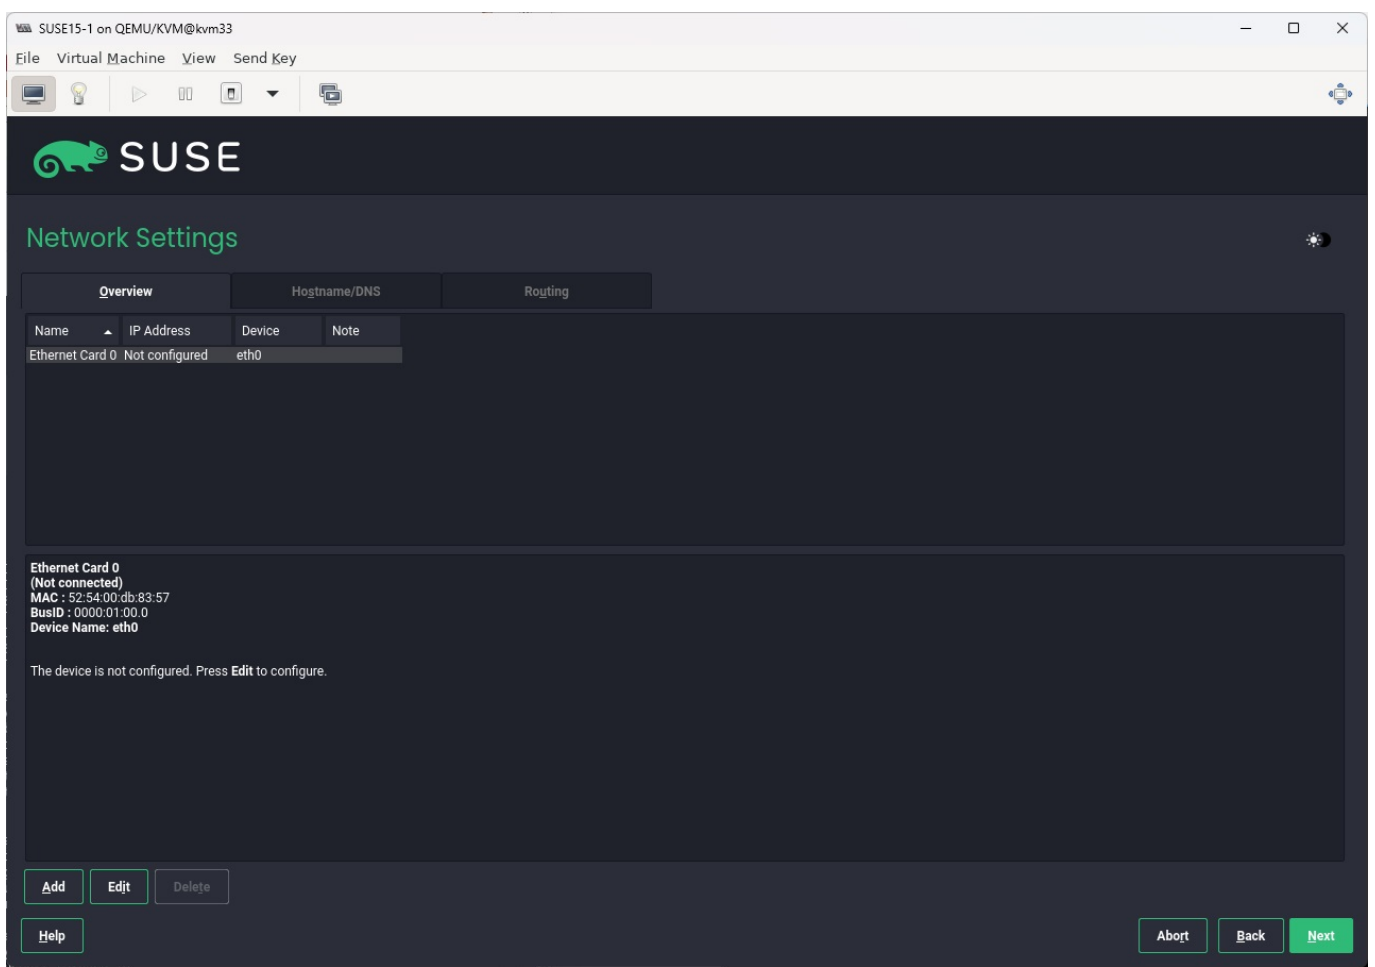 SUSE15-1 on QEMU/KVM@kvm33
File Virtual Machine View Send Key
SUSE
Network Settings
Overview Hostname/DNS Routing
Name IP Address Device Note
Ethernet Card 0 Not configured eth0
Ethernet Card 0
(Not connected)
MAC : 52:54:00:db:83:57
BusID : 0000:01:00.0
Device Name: eth0
The device is not configured. Press Edit to configure.
Add Edit Delete
Help Abort Back Next